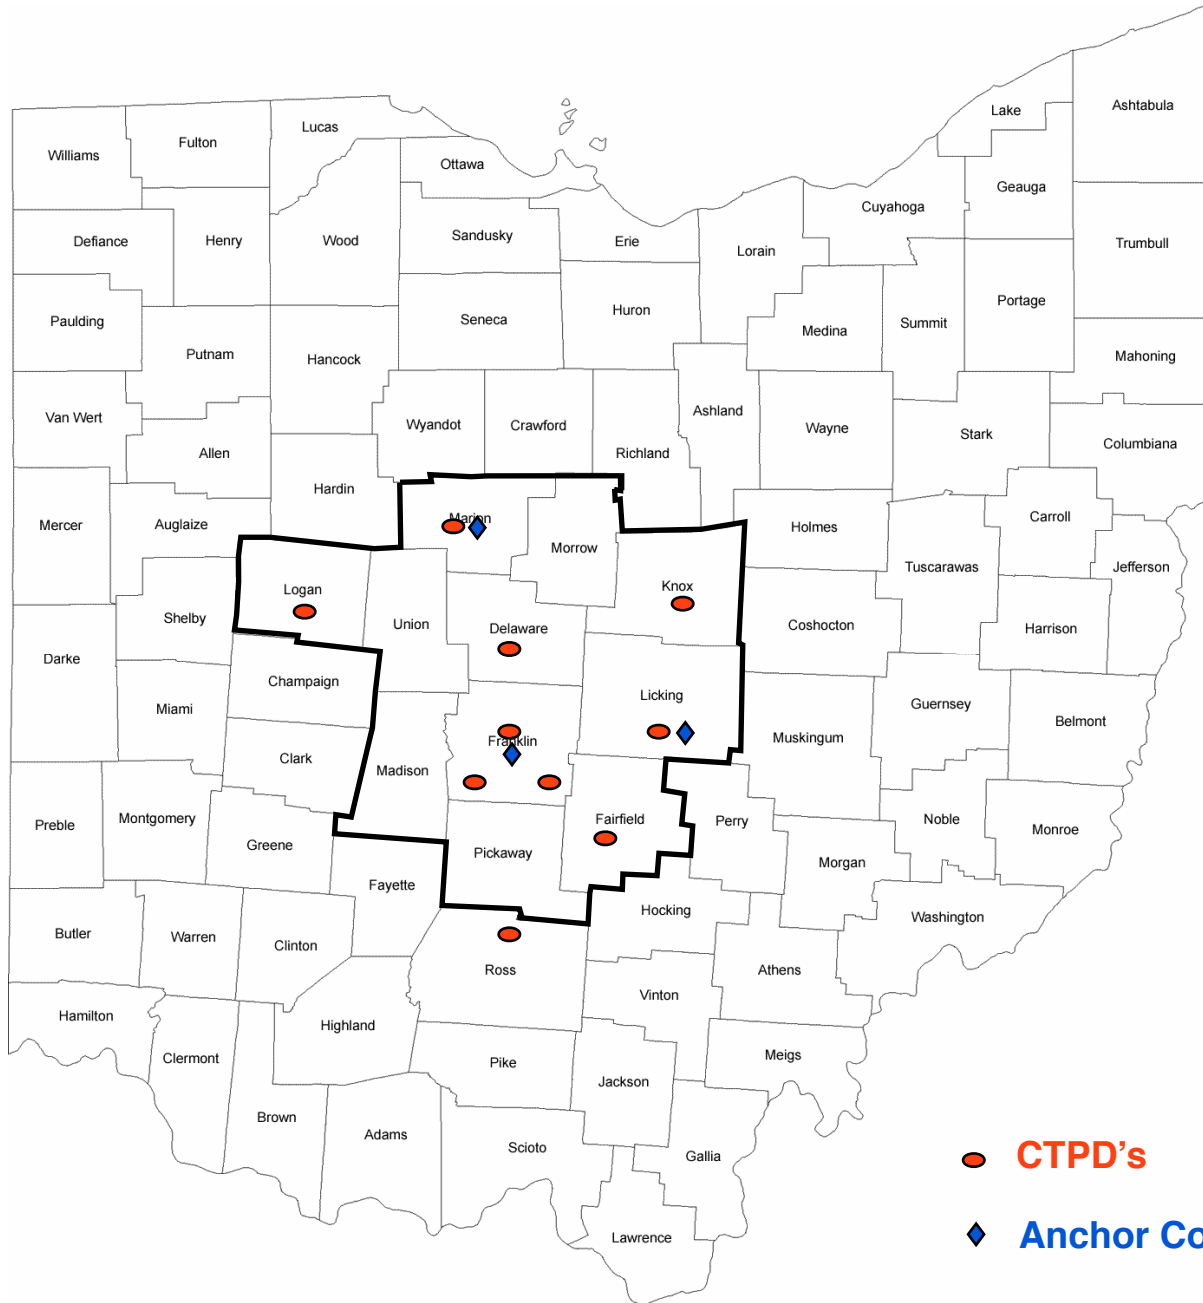 Lake
Ashtabula
Lucas
Fulton
Williams
Ottawa
Geauga
Cuyahoga
Defiance
Henry
Wood
Sandusky
Erie
Lorain
Trumbull
Paulding
Seneca
Huron
Medina
Summit
Portage
Putnam
Hancock
Mahoning
Van Wert
Wyandot
Crawford
Ashland
Wayne
Stark
Columbiana
Allen
Richland
Hardin
Mercer
Auglaize
Marion
Morrow
Holmes
Carroll
Tuscarawas
Jefferson
Logan
Knox
Shelby
Union
Delaware
Coshocton
Harrison
Darke
Champaign
Licking
Miami
Guernsey
Belmont
Franklin
Muskingum
Clark
Madison
Preble
Montgomery
Fairfield
Perry
Noble
Monroe
Greene
Pickaway
Morgan
Fayette
Hocking
Washington
Butler
Warren
Clinton
Ross
Athens
Vinton
Hamilton
Highland
Clermont
Pike
Jackson
Meigs
Brown
Adams
Scioto
Gallia
CTPD's
Lawrence
Anchor Co